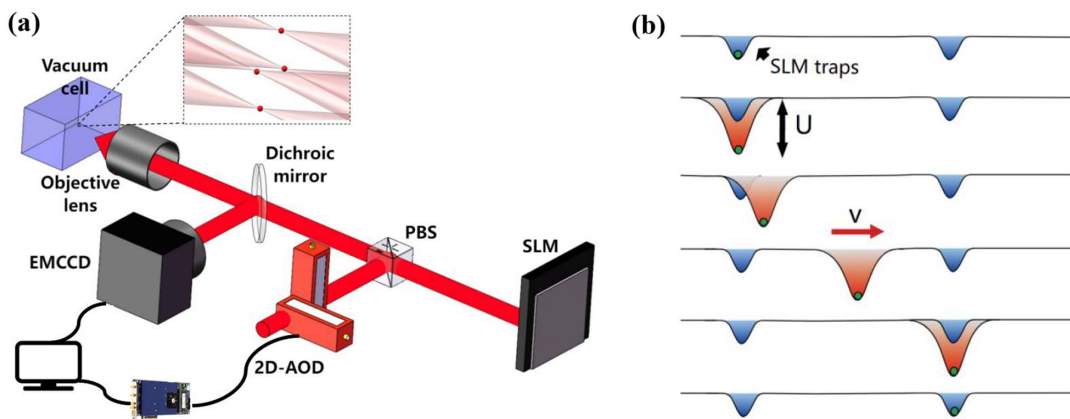 (a)
Vacuum
cell
Objective
lens
Dichroic
mirror
PBS
SLM
EMCCD
2D-AOD
(b)
SLM traps
U
v